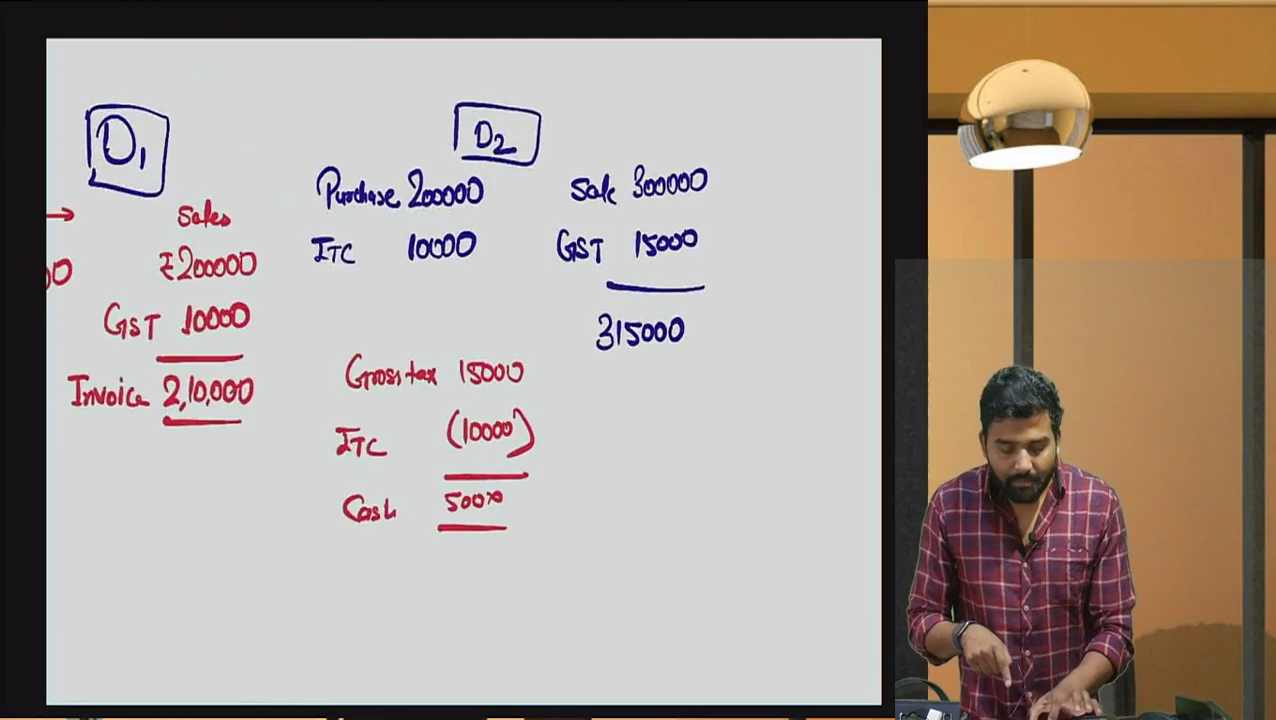 D1
→ Sales
0 ₹200000
GST 10000
Invoice 2,10,000
D2
Purchase 200000
ITC 10000
Sale 300000
GST 15000
315000
Gross tax 15000
ITC (10000)
Cash 5000